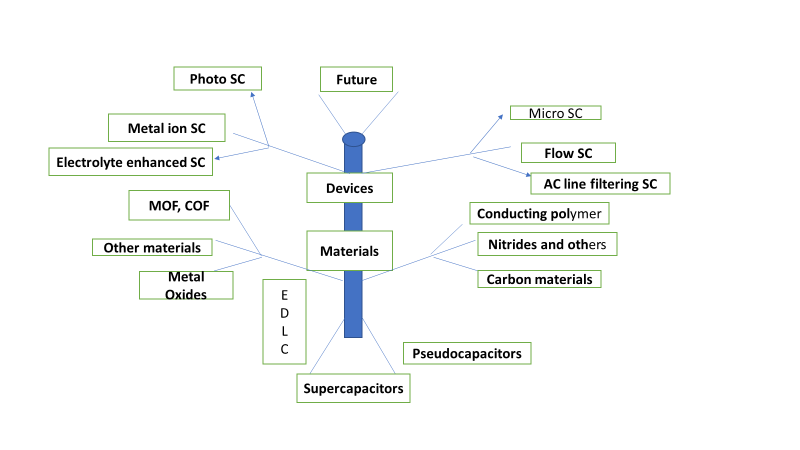 Photo SC
Future
Micro SC
Metal ion SC
Flow SC
Electrolyte enhanced SC
AC line filtering SC
Devices
MOF, COF
Conducting polymer
Other materials
Materials
Nitrides and others
Metal
Oxides
Carbon materials
E
D
L
C
Pseudocapacitors
Supercapacitors